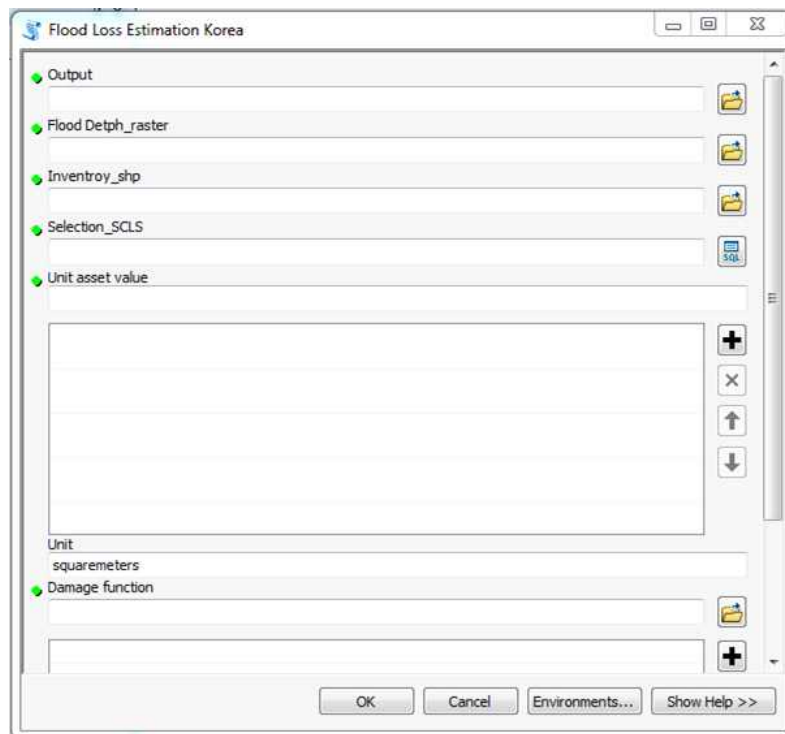 Flood Loss Estimation Korea
Output
Flood Detph_raster
Inventroy_shp
Selection_SCLS
SQL
Unit asset value
Unit
squaremeters
Damage function
OK
Cancel
Environments...
Show Help >>